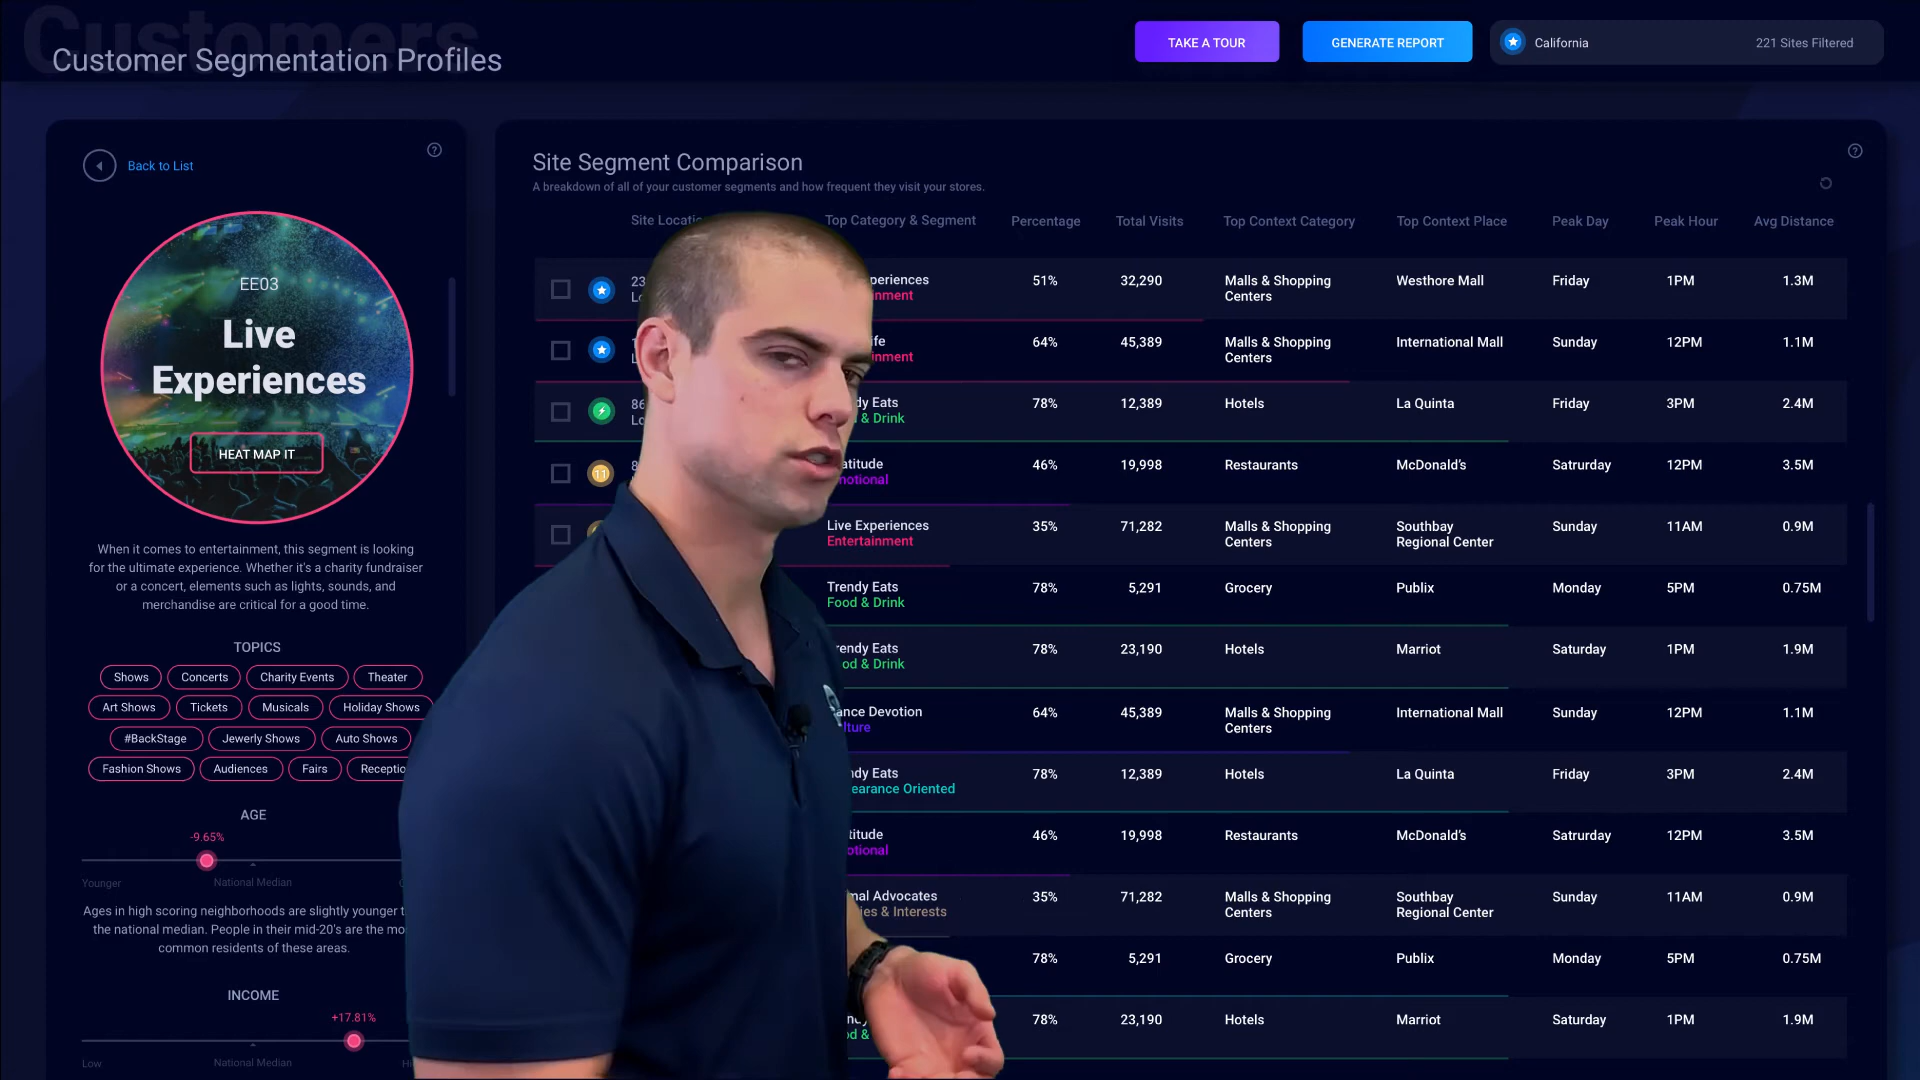 Customers
Customer Segmentation Profiles
TAKE A TOUR
GENERATE REPORT
California
221 Sites Filtered
Back to List
EE03
Live
Experiences
HEAT MAP IT
When it comes to entertainment, this segment is looking
for the ultimate experience. Whether it's a charity fundraiser
or a concert, elements such as lights, sounds, and
merchandise are critical for a good time.
TOPICS
Shows Concerts Charity Events Theater
Art Shows Tickets Musicals Holiday Shows
#BackStage Jewerly Shows Auto Shows
Fashion Shows Audiences Fairs
AGE
-9.65%
Younger National Median
Ages in high scoring neighborhoods are slightly younger
the national median. People in their mid-20's are the
common residents of these areas.
INCOME
+17.81%
Low National Median
Site Segment Comparison
A breakdown of all of your customer segments and how frequent they visit your stores.
Site Top Category & Segment Percentage Total Visits Top Context Category Top Context Place Peak Day Peak Hour Avg Distance
51% 32,290 Malls & Shopping Westhore Mall Friday 1PM 1.3M
Centers
64% 45,389 Malls & Shopping International Mall Sunday 12PM 1.1M
Centers
Eats 78% 12,389 Hotels La Quinta Friday 3PM 2.4M
& Drink
11 46% 19,998 Restaurants McDonald's Satrurday 12PM 3.5M
Live Experiences 35% 71,282 Malls & Shopping Southbay Sunday 11AM 0.9M
Entertainment Centers Regional Center
Trendy Eats 78% 5,291 Grocery Publix Monday 5PM 0.75M
Food & Drink
Eats 78% 23,190 Hotels Marriot Saturday 1PM 1.9M
& Drink
Devotion 64% 45,389 Malls & Shopping International Mall Sunday 12PM 1.1M
Centers
Eats 78% 12,389 Hotels La Quinta Friday 3PM 2.4M
Oriented
46% 19,998 Restaurants McDonald's Satrurday 12PM 3.5M
Advocates 35% 71,282 Malls & Shopping Southbay Sunday 11AM 0.9M
& Interests Centers Regional Center
78% 5,291 Grocery Publix Monday 5PM 0.75M
78% 23,190 Hotels Marriot Saturday 1PM 1.9M